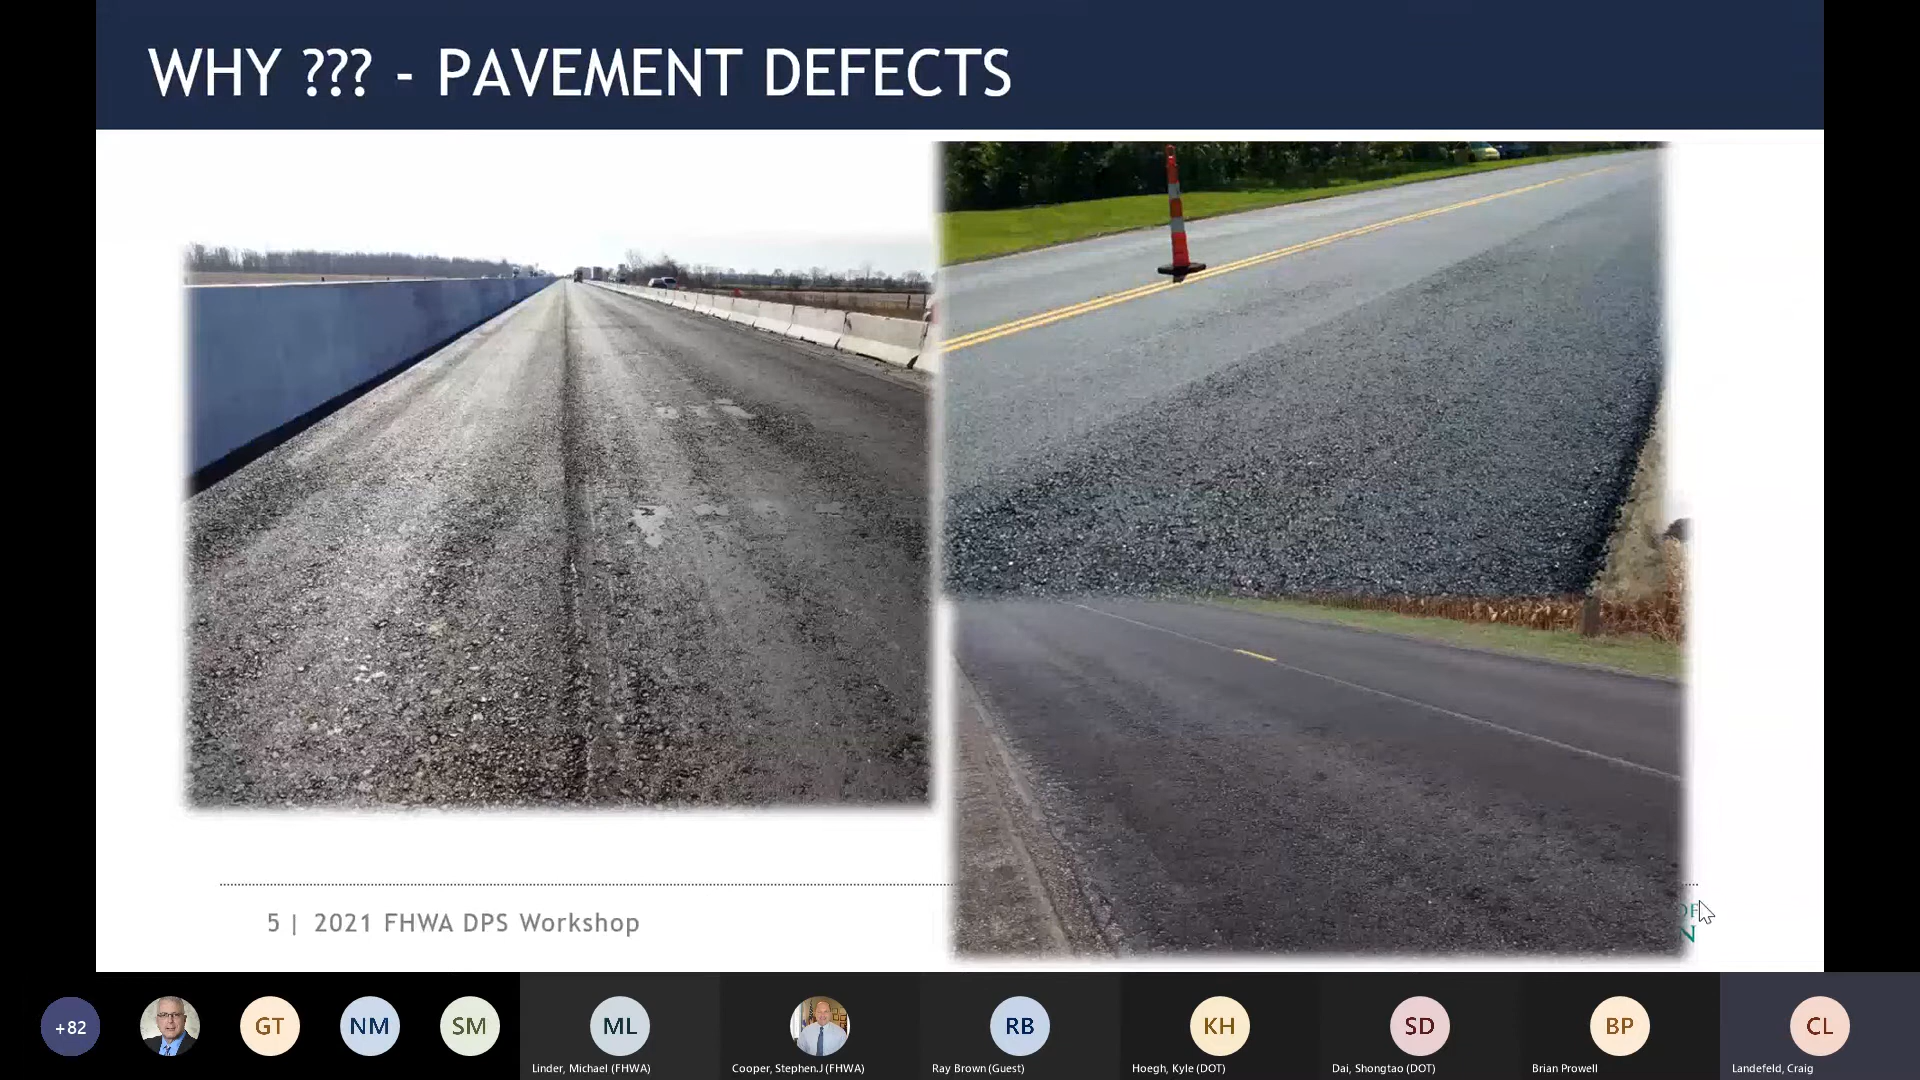 WHY ??? - PAVEMENT DEFECTS
5 | 2021 FHWA DPS Workshop
OF
N
+82
GT
NM
SM
ML
RB
KH
SD
BP
CL
Linder, Michael (FHWA)
Cooper, Stephen.J (FHWA)
Ray Brown (Guest)
Hoegh, Kyle (DOT)
Dai, Shongtao (DOT)
Brian Prowell
Landefeld, Craig